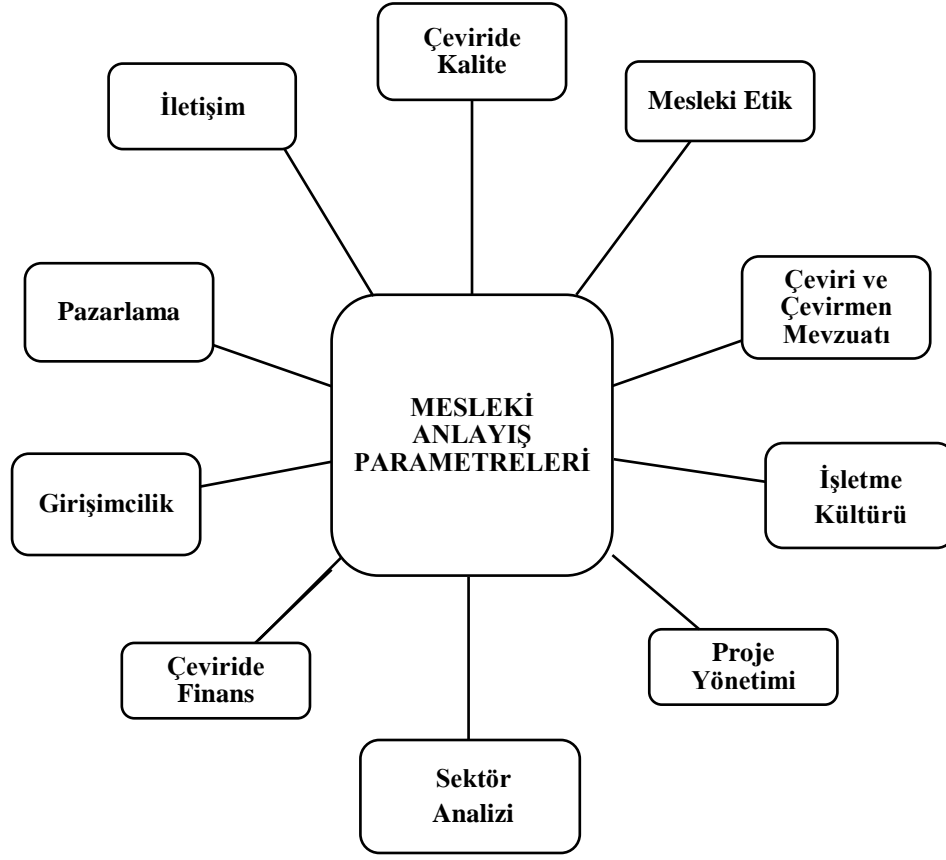 Çeviride
Kalite
İletişim
Mesleki Etik
Çeviri ve
Çevirmen
Mevzuatı
Pazarlama
MESLEKİ
ANLAYIŞ
PARAMETRELERİ
Girişimcilik
İşletme
Kültürü
Çeviride
Finans
Proje
Yönetimi
Sektör
Analizi